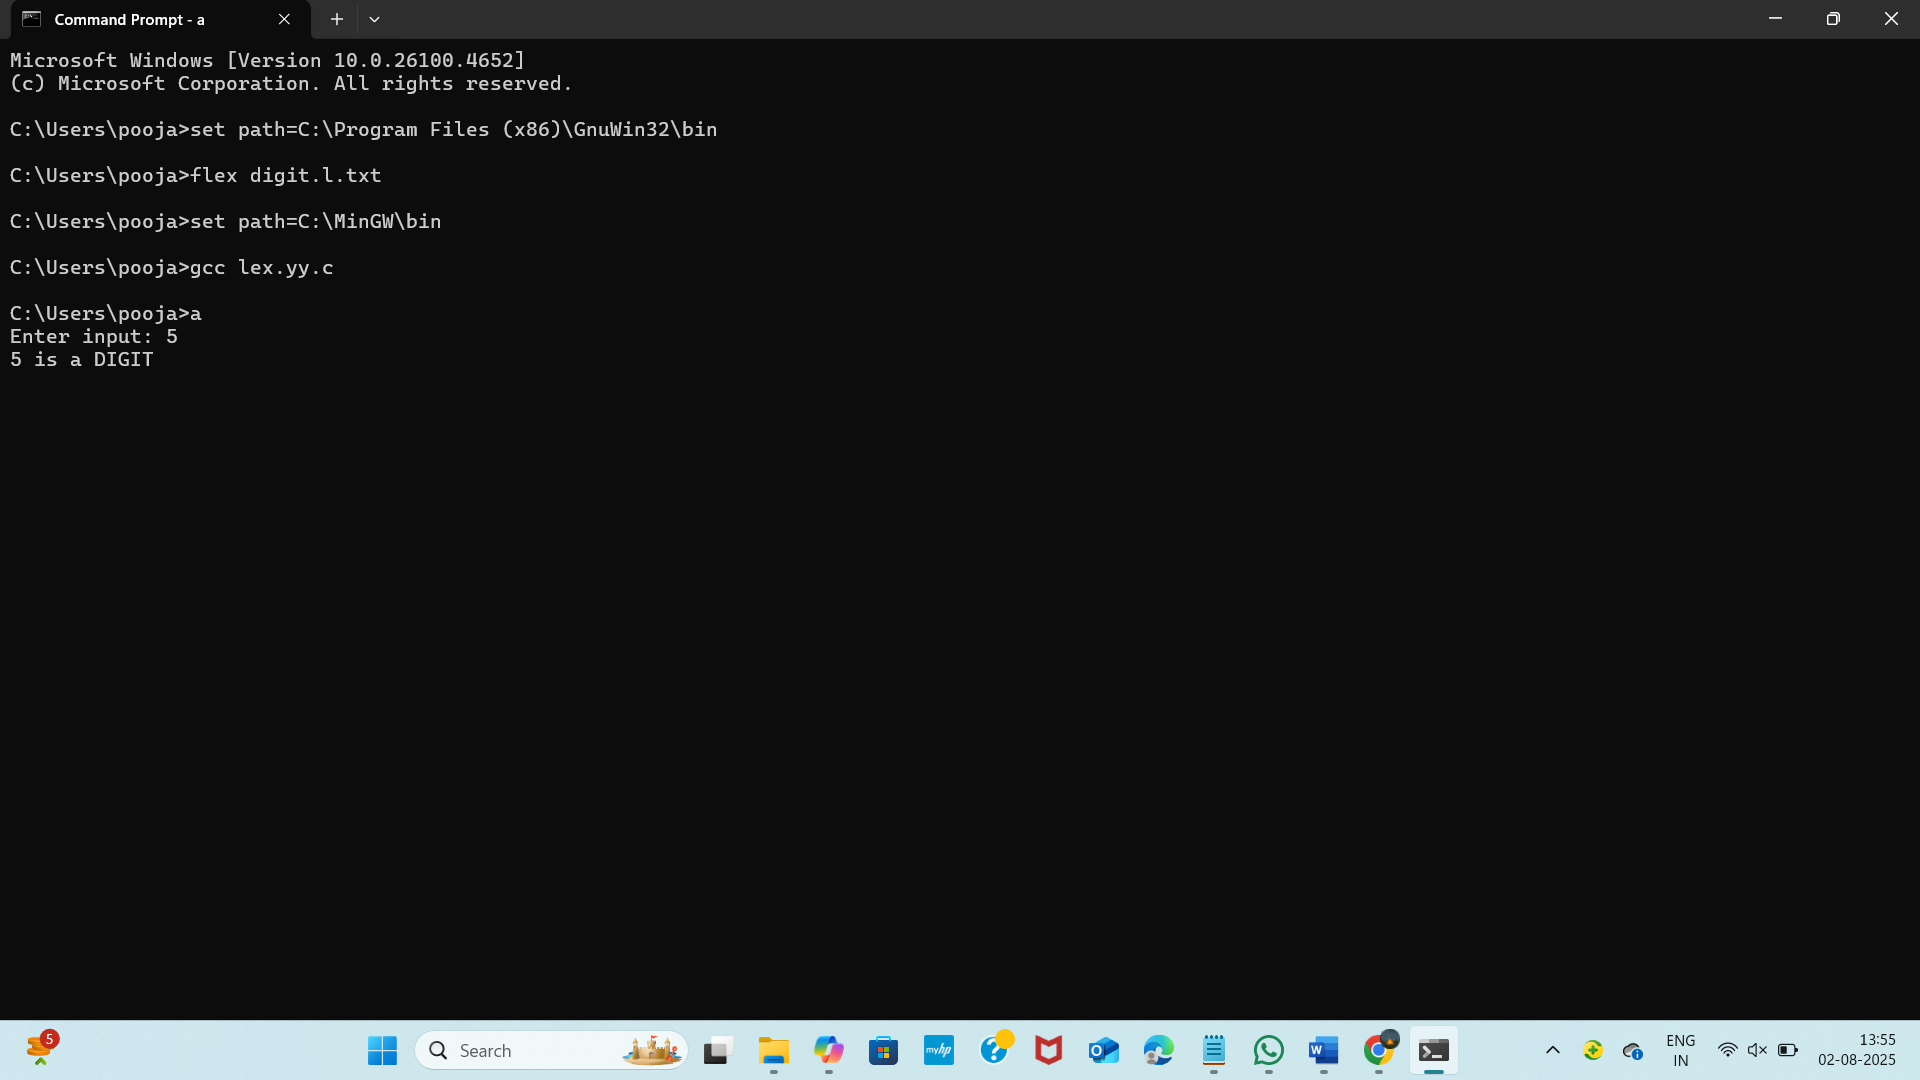 Command Prompt - a
Microsoft Windows [Version 10.0.26100.4652]
(c) Microsoft Corporation. All rights reserved.
C:\Users\pooja>set path=C:\Program Files (x86)\GnuWin32\bin
C:\Users\pooja>flex digit.l.txt
C:\Users\pooja>set path=C:\MinGW\bin
C:\Users\pooja>gcc lex.yy.c
C:\Users\pooja>a
Enter input: 5
5 is a DIGIT
5
Search
myhp
ENG
IN
13:55
02-08-2025